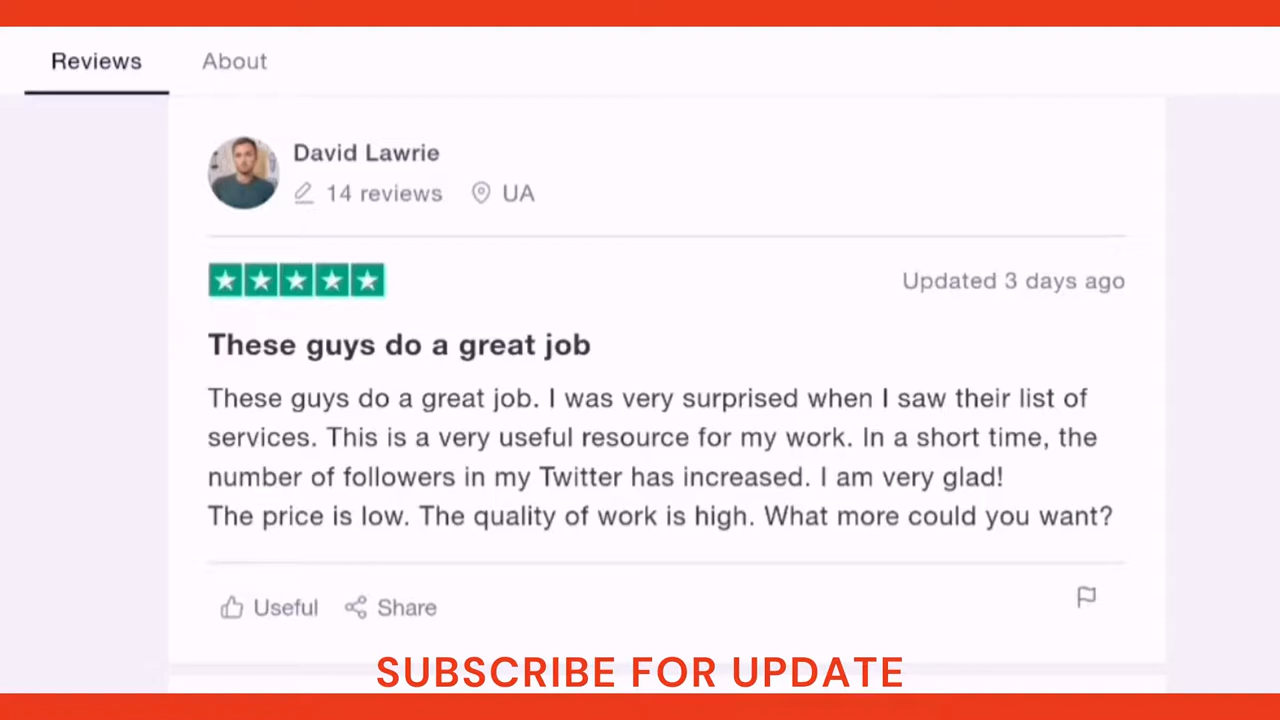 Reviews About
David Lawrie
14 reviews UA
Updated 3 days ago
These guys do a great job
These guys do a great job. I was very surprised when I saw their list of
services. This is a very useful resource for my work. In a short time, the
number of followers in my Twitter has increased. I am very glad!
The price is low. The quality of work is high. What more could you want?
Useful Share
SUBSCRIBE FOR UPDATE